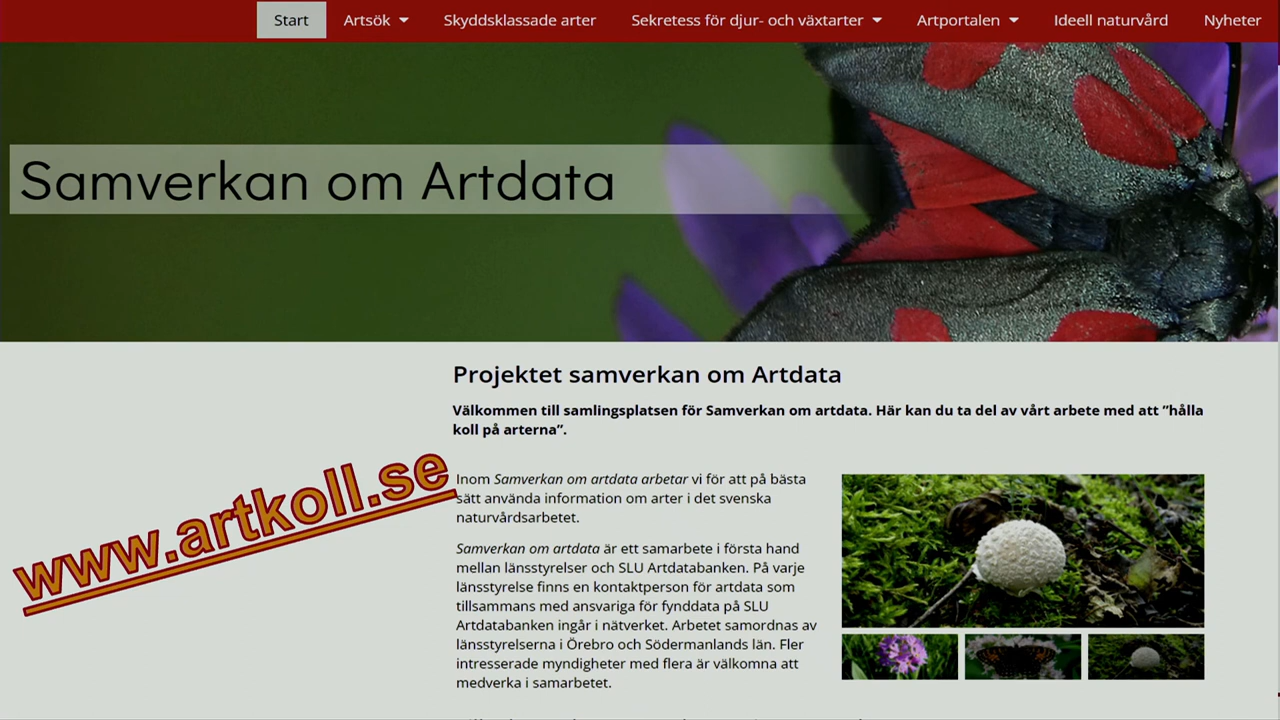 Start Artsök Skyddsklassade arter Sekretess för djur- och växtarter Artportalen Ideell naturvård Nyheter
Samverkan om Artdata
Projektet samverkan om Artdata
Välkommen till samlingsplatsen för Samverkan om artdata. Här kan du ta del av vårt arbete med att ”hålla
koll på arterna”.
www.artkoll.se
Inom Samverkan om artdata arbetar vi för att på bästa
sätt använda information om arter i det svenska
naturvårdsarbetet.
Samverkan om artdata är ett samarbete i första hand
mellan länsstyrelser och SLU Artdatabanken. På varje
länsstyrelse finns en kontaktperson för artdata som
tillsammans med ansvariga för fynddata på SLU
Artdatabanken ingår i nätverket. Arbetet samordnas av
länsstyrelserna i Örebro och Södermanlands län. Fler
intresserade myndigheter med flera är välkomna att
medverka i samarbetet.